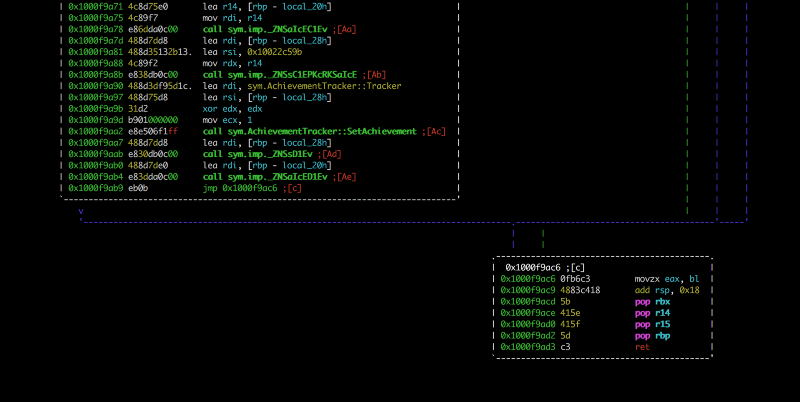 0x1000f9a71 4c8d75e0 lea r14, [rbp - local_20h]
0x1000f9a75 4c89f7 mov rdi, r14
0x1000f9a78 e86dda0c00 call sym.imp._ZNSaIcEC1Ev ;[Aa]
0x1000f9a7d 488d7dd8 lea rdi, [rbp - local_28h]
0x1000f9a81 488d35132b13. lea rsi, 0x10022c59b
0x1000f9a88 4c89f2 mov rdx, r14
0x1000f9a8b e838db0c00 call sym.imp._ZNSsC1EPKcRKSaIcE ;[Ab]
0x1000f9a90 488d3df95d1c. lea rdi, sym.AchievementTracker::Tracker
0x1000f9a97 488d75d8 lea rsi, [rbp - local_28h]
0x1000f9a9b 31d2 xor edx, edx
0x1000f9a9d b901000000 mov ecx, 1
0x1000f9aa2 e8e506f1ff call sym.AchievementTracker::SetAchievement ;[Ac]
0x1000f9aa7 488d7dd8 lea rdi, [rbp - local_28h]
0x1000f9aab e830db0c00 call sym.imp._ZNSsD1Ev ;[Ad]
0x1000f9ab0 488d7de0 lea rdi, [rbp - local_20h]
0x1000f9ab4 e83dda0c00 call sym.imp._ZNSaIcED1Ev ;[Ae]
0x1000f9ab9 eb0b jmp 0x1000f9ac6 ;[c]
v
0x1000f9ac6 ;[c]
0x1000f9ac6 0fb6c3 movzx eax, bl
0x1000f9ac9 4883c418 add rsp, 0x18
0x1000f9acd 5b pop rbx
0x1000f9ace 415e pop r14
0x1000f9ad0 415f pop r15
0x1000f9ad2 5d pop rbp
0x1000f9ad3 c3 ret